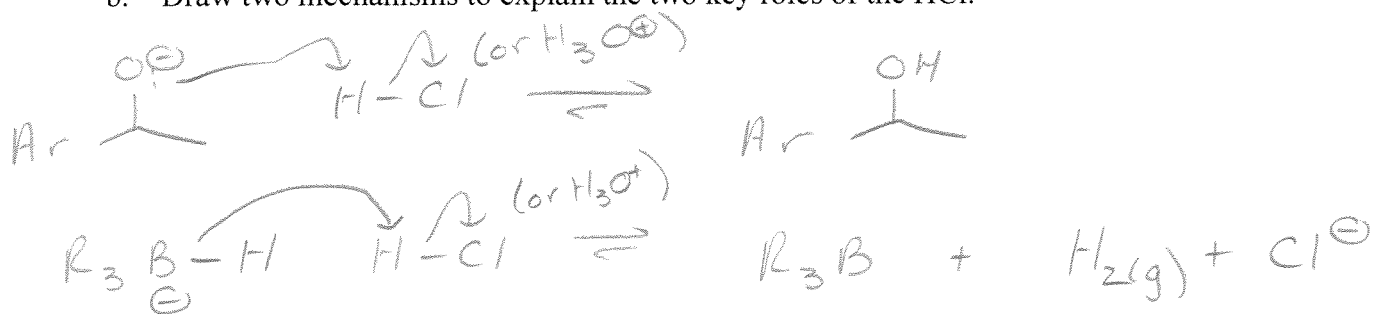 b. Draw two mechanisms to explain the two key roles of the HCl.
O⊖ H-Cl (or H3O⊕) OH
Ar Ar
R3B-H H-Cl (or H3O+) R3B + H2(g) + Cl⊖
⊖